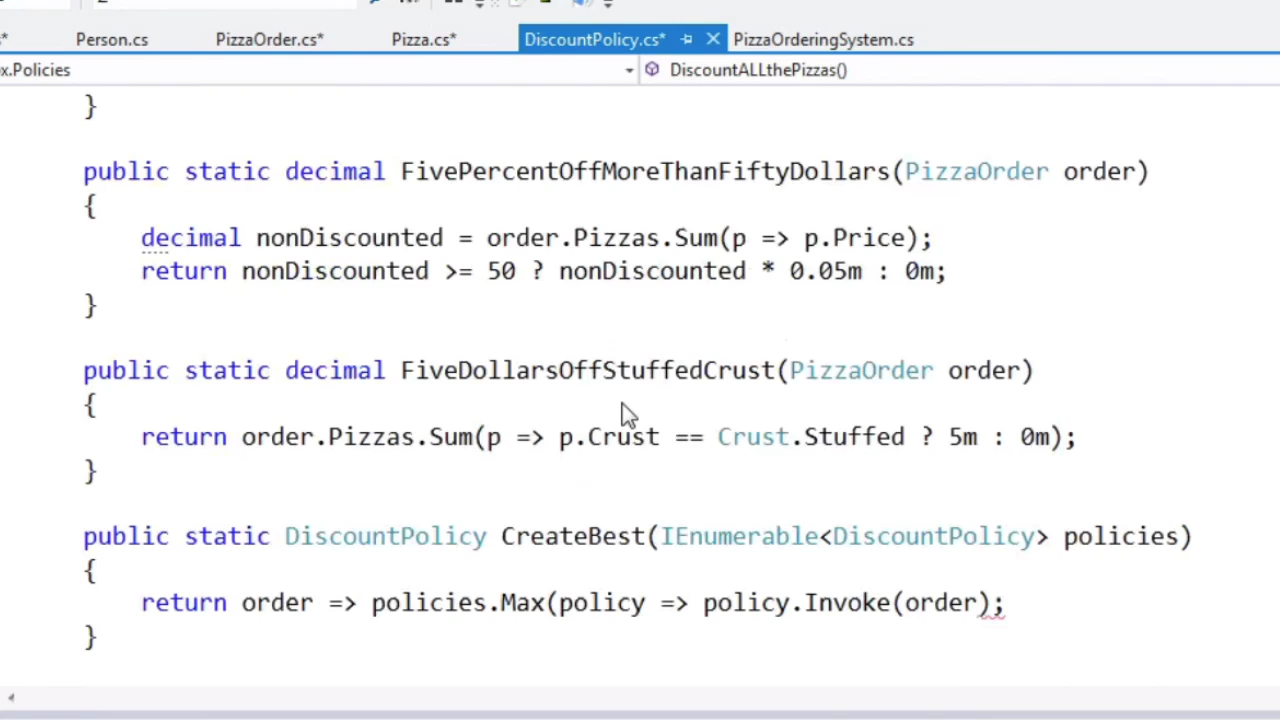 Person.cs PizzaOrder.cs* Pizza.cs* DiscountPolicy.cs* PizzaOrderingSystem.cs
x.Policies DiscountALLthePizzas()
}
public static decimal FivePercentOffMoreThanFiftyDollars(PizzaOrder order)
{
decimal nonDiscounted = order.Pizzas.Sum(p => p.Price);
return nonDiscounted >= 50 ? nonDiscounted * 0.05m : 0m;
}
public static decimal FiveDollarsOffStuffedCrust(PizzaOrder order)
{
return order.Pizzas.Sum(p => p.Crust == Crust.Stuffed ? 5m : 0m);
}
public static DiscountPolicy CreateBest(IEnumerable<DiscountPolicy> policies)
{
return order => policies.Max(policy => policy.Invoke(order);
}